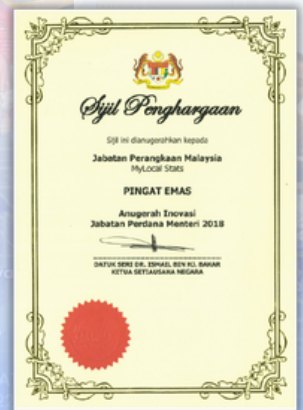 Sijil Penghargaan
Sijil ini dianugerahkan kepada
Jabatan Perangkaan Malaysia
MyLocal Stats
PINGAT EMAS
Anugerah Inovasi
Jabatan Perdana Menteri 2018
DATUK SERI DR. ISMAIL BIN HJ. BAKAR
KETUA SETIAUSAHA NEGARA